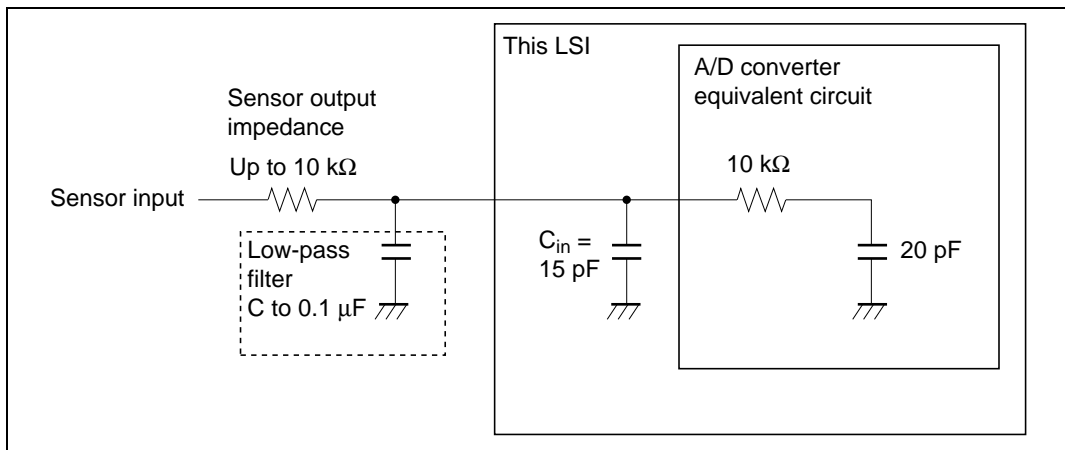 This LSI
A/D converter
equivalent circuit
Sensor output
impedance
Up to 10 kΩ
10 kΩ
Sensor input
Low-pass
filter
C to 0.1 μF
Cin =
15 pF
20 pF